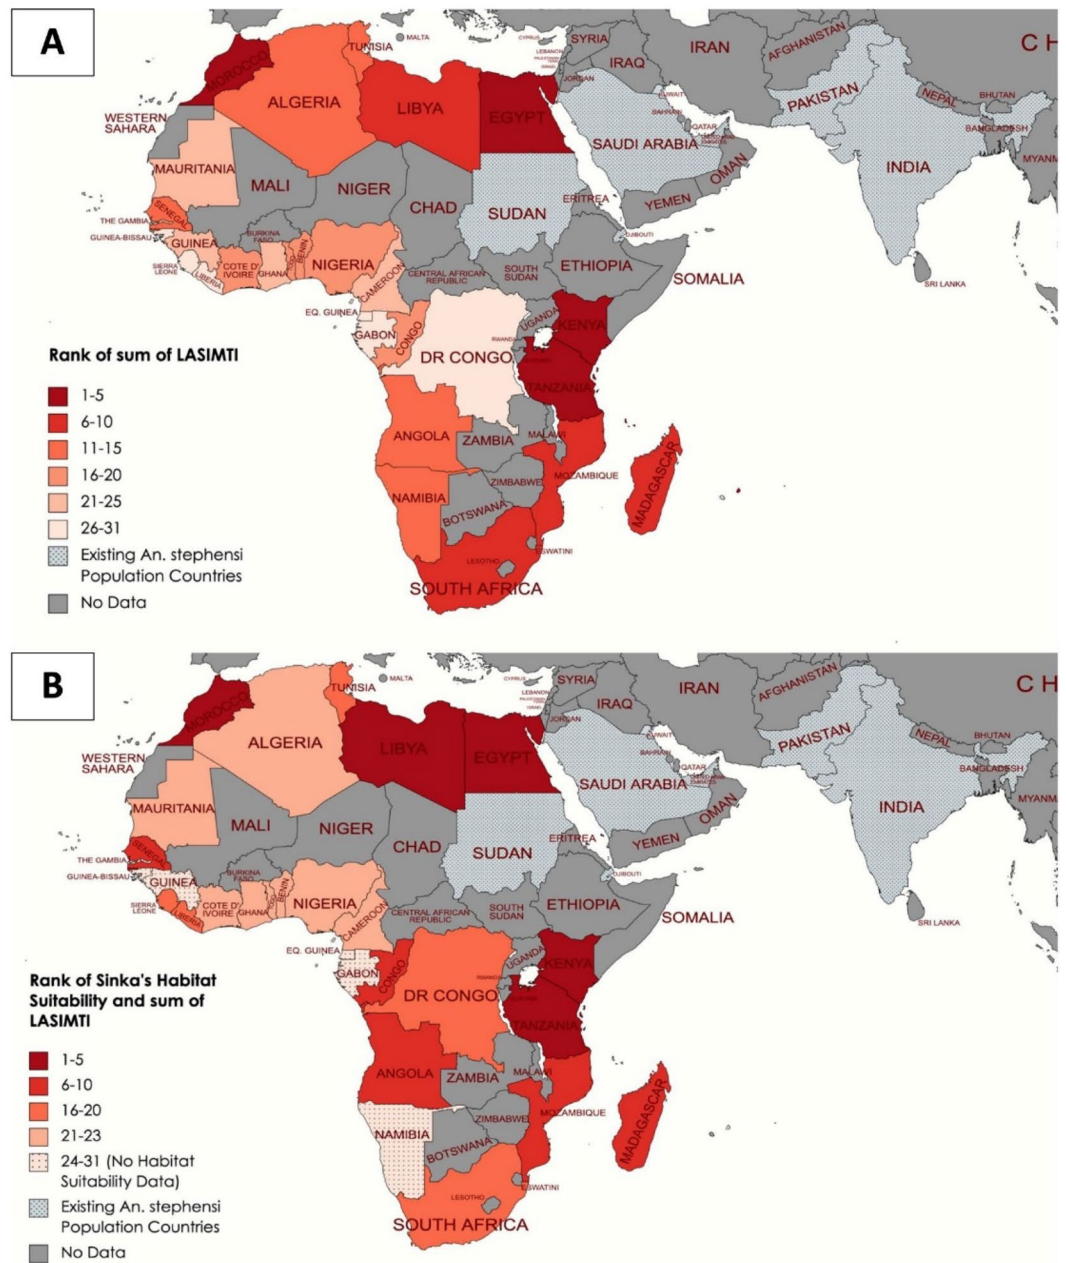 A
MALTA
TUNISIA
MOROCCO
ALGERIA
LIBYA
EGYPT
CYPRUS
LEBANON
SYRIA
IRAQ
IRAN
AFGHANISTAN
JORDAN
KUWAIT
BAHRAIN
QATAR
SAUDI ARABIA
OMAN
YEMEN
PAKISTAN
NEPAL
BHUTAN
BANGLADESH
INDIA
MYANM
SRI LANKA
C H
WESTERN
SAHARA
MAURITANIA
MALI
NIGER
CHAD
SUDAN
ERITREA
DJIBOUTI
SENEGAL
THE GAMBIA
GUINEA-BISSAU
GUINEA
SIERRA
LEONE
LIBERIA
COTE D'
IVOIRE
BURKINA
FASO
GHANA
TOGO
BENIN
NIGERIA
CAMEROON
CENTRAL AFRICAN
REPUBLIC
SOUTH
SUDAN
ETHIOPIA
SOMALIA
EQ. GUINEA
GABON
CONGO
DR CONGO
UGANDA
KENYA
RWANDA
TANZANIA
ANGOLA
ZAMBIA
MALAWI
MOZAMBIQUE
ZIMBABWE
NAMIBIA
BOTSWANA
MADAGASCAR
ESWATINI
LESOTHO
SOUTH AFRICA
Rank of sum of LASIMTI
1-5
6-10
11-15
16-20
21-25
26-31
Existing An. stephensi
Population Countries
No Data
B
MALTA
TUNISIA
MOROCCO
ALGERIA
LIBYA
EGYPT
CYPRUS
LEBANON
SYRIA
IRAQ
IRAN
AFGHANISTAN
JORDAN
KUWAIT
BAHRAIN
QATAR
SAUDI ARABIA
OMAN
YEMEN
PAKISTAN
NEPAL
BHUTAN
BANGLADESH
INDIA
MYANM
SRI LANKA
C H
WESTERN
SAHARA
MAURITANIA
MALI
NIGER
CHAD
SUDAN
ERITREA
DJIBOUTI
SENEGAL
THE GAMBIA
GUINEA-BISSAU
GUINEA
SIERRA
LEONE
LIBERIA
COTE D'
IVOIRE
BURKINA
FASO
GHANA
TOGO
BENIN
NIGERIA
CAMEROON
CENTRAL AFRICAN
REPUBLIC
SOUTH
SUDAN
ETHIOPIA
SOMALIA
EQ. GUINEA
GABON
CONGO
DR CONGO
UGANDA
KENYA
RWANDA
TANZANIA
ANGOLA
ZAMBIA
MALAWI
MOZAMBIQUE
ZIMBABWE
NAMIBIA
BOTSWANA
MADAGASCAR
ESWATINI
LESOTHO
SOUTH AFRICA
Rank of Sinka's Habitat
Suitability and sum of
LASIMTI
1-5
6-10
16-20
21-23
24-31 (No Habitat
Suitability Data)
Existing An. stephensi
Population Countries
No Data